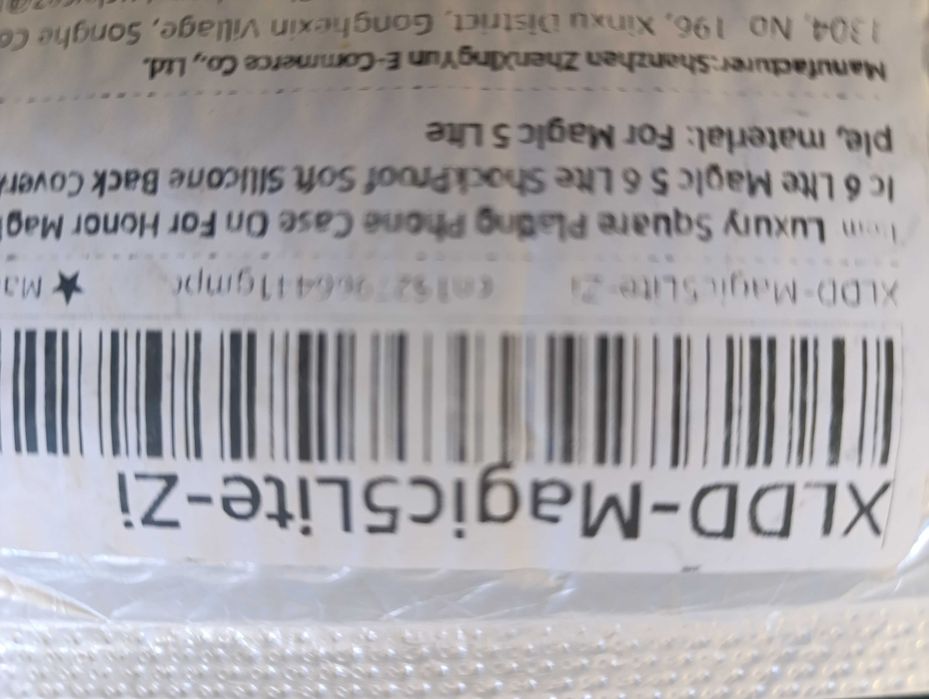 XLDD-Magic5Lite-Zi
XLDD-Magic5Lite-Zi ★
Luxury Square Plating Phone Case On For Honor
ic 6 Lite Magic 5 6 Lite ShockProof Soft Silicone Back Cover
ple, material: For Magic 5 Lite
Manufacturer:Shenzhen ZhenXingYun E-Commerce Co., Ltd.
1304, NO 196, Xinxu District, Gonghexin Village, Songhe